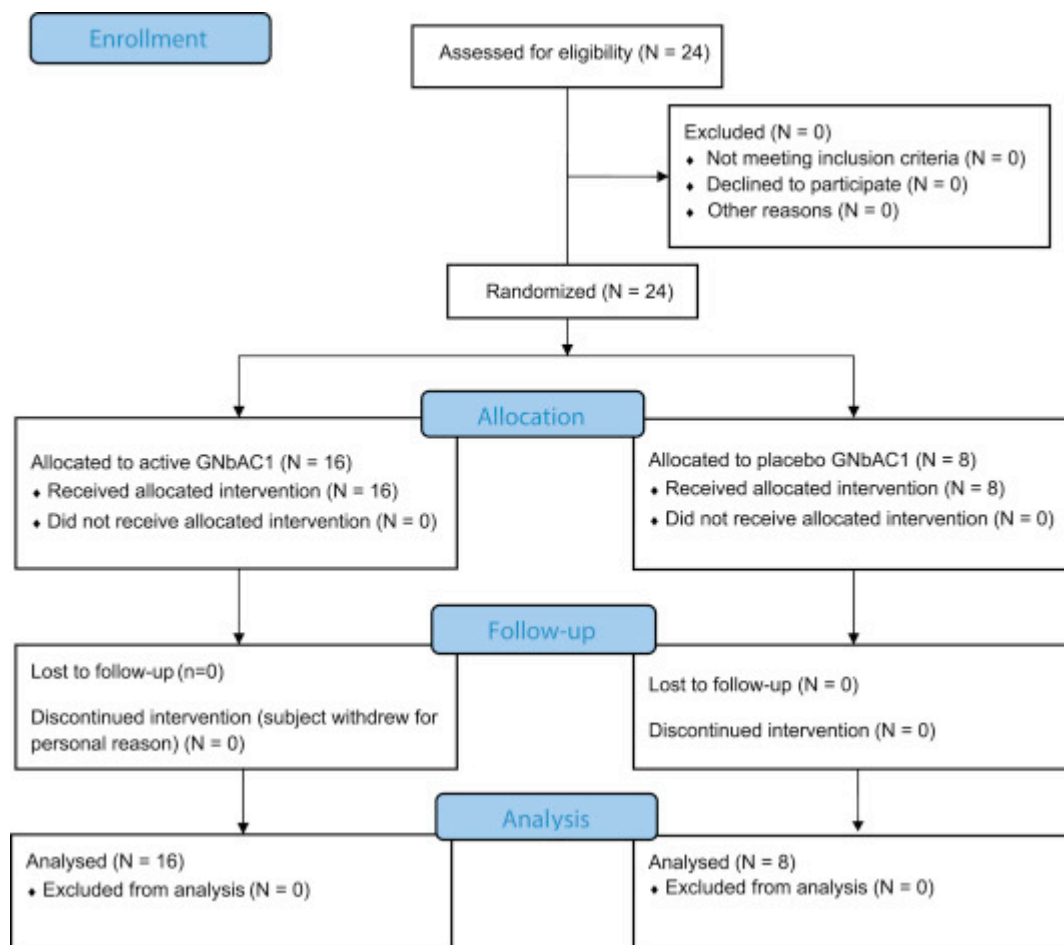 Enrollment
Assessed for eligibility (N = 24)
Excluded (N = 0)
♦ Not meeting inclusion criteria (N = 0)
♦ Declined to participate (N = 0)
♦ Other reasons (N = 0)
Randomized (N = 24)
Allocation
Allocated to active GNbAC1 (N = 16)
♦ Received allocated intervention (N = 16)
♦ Did not receive allocated intervention (N = 0)
Allocated to placebo GNbAC1 (N = 8)
♦ Received allocated intervention (N = 8)
♦ Did not receive allocated intervention (N = 0)
Follow-up
Lost to follow-up (n=0)
Discontinued intervention (subject withdrew for
personal reason) (N = 0)
Lost to follow-up (N = 0)
Discontinued intervention (N = 0)
Analysis
Analysed (N = 16)
♦ Excluded from analysis (N = 0)
Analysed (N = 8)
♦ Excluded from analysis (N = 0)